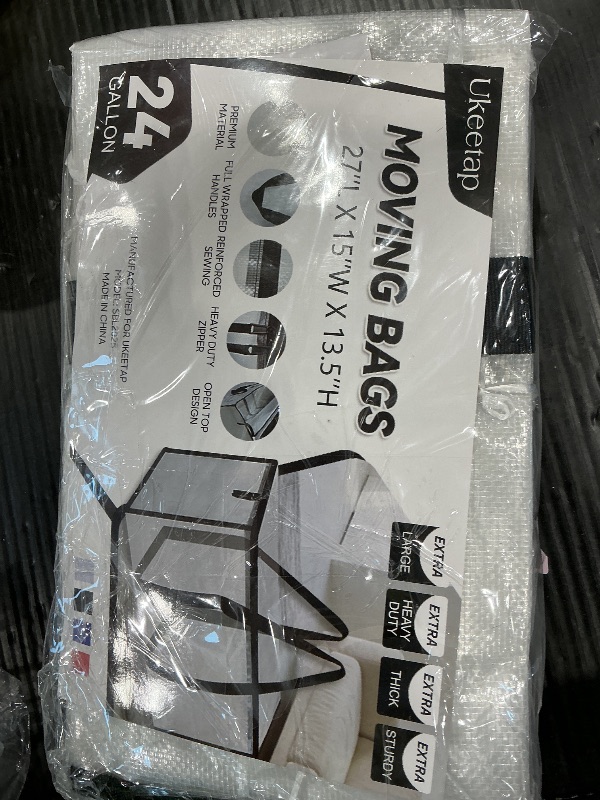 Ukeetap
MOVING BAGS
27"L X 15"W X 13.5"H
PREMIUM
MATERIAL
FULL WRAPPED
HANDLES
REINFORCED
SEWING
HEAVY DUTY
ZIPPER
OPEN TOP
DESIGN
24
GALLON
MANUFACTURED FOR UKEETAP
MADE IN CHINA
EXTRA
LARGE
EXTRA
HEAVY
DUTY
EXTRA
THICK
EXTRA
STURDY